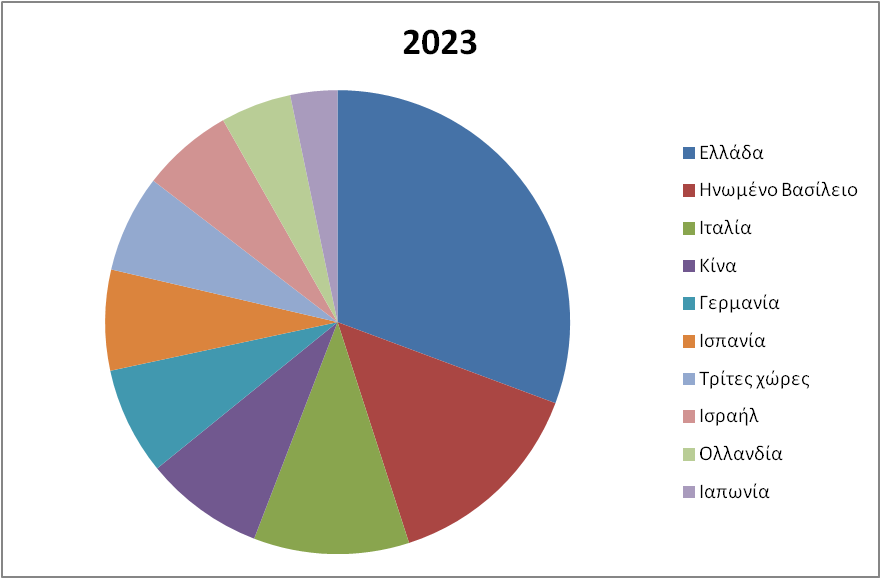 2023
Ελλάδα
Ηνωμένο Βασίλειο
Ιταλία
Κίνα
Γερμανία
Ισπανία
Τρίτες χώρες
Ισραήλ
Ολλανδία
Ιαπωνία